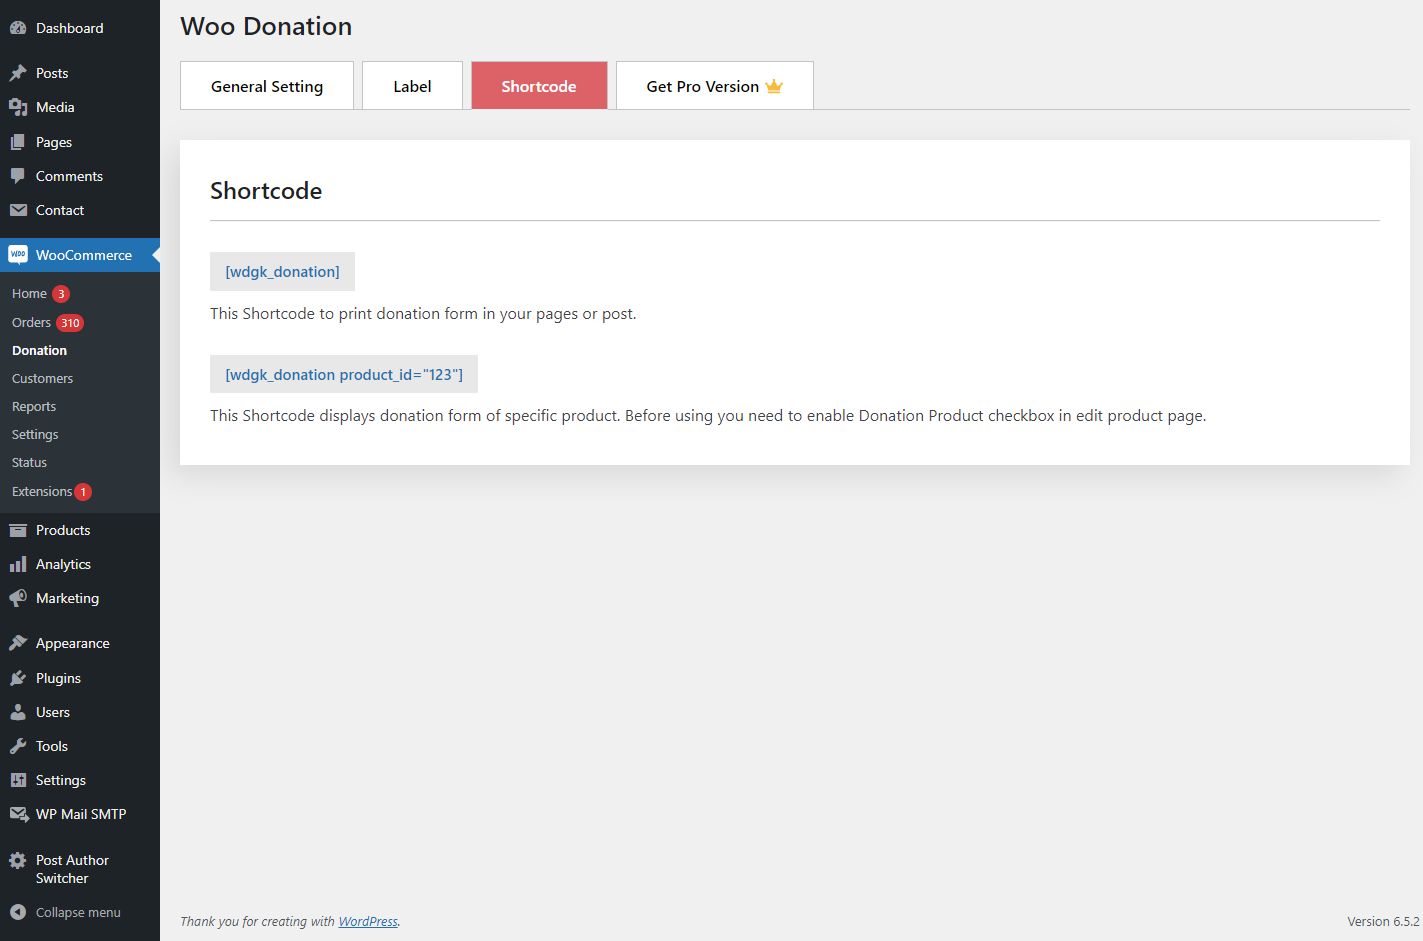 Dashboard
Posts
Media
Pages
Comments
Contact
WOO WooCommerce
Home 3
Orders 310
Donation
Customers
Reports
Settings
Status
Extensions 1
Products
Analytics
Marketing
Appearance
Plugins
Users
Tools
Settings
WP Mail SMTP
Post Author
Switcher
Collapse menu
Woo Donation
General Setting Label Shortcode Get Pro Version
Shortcode
[wdgk_donation]
This Shortcode to print donation form in your pages or post.
[wdgk_donation product_id="123"]
This Shortcode displays donation form of specific product. Before using you need to enable Donation Product checkbox in edit product page.
Thank you for creating with WordPress. Version 6.5.2